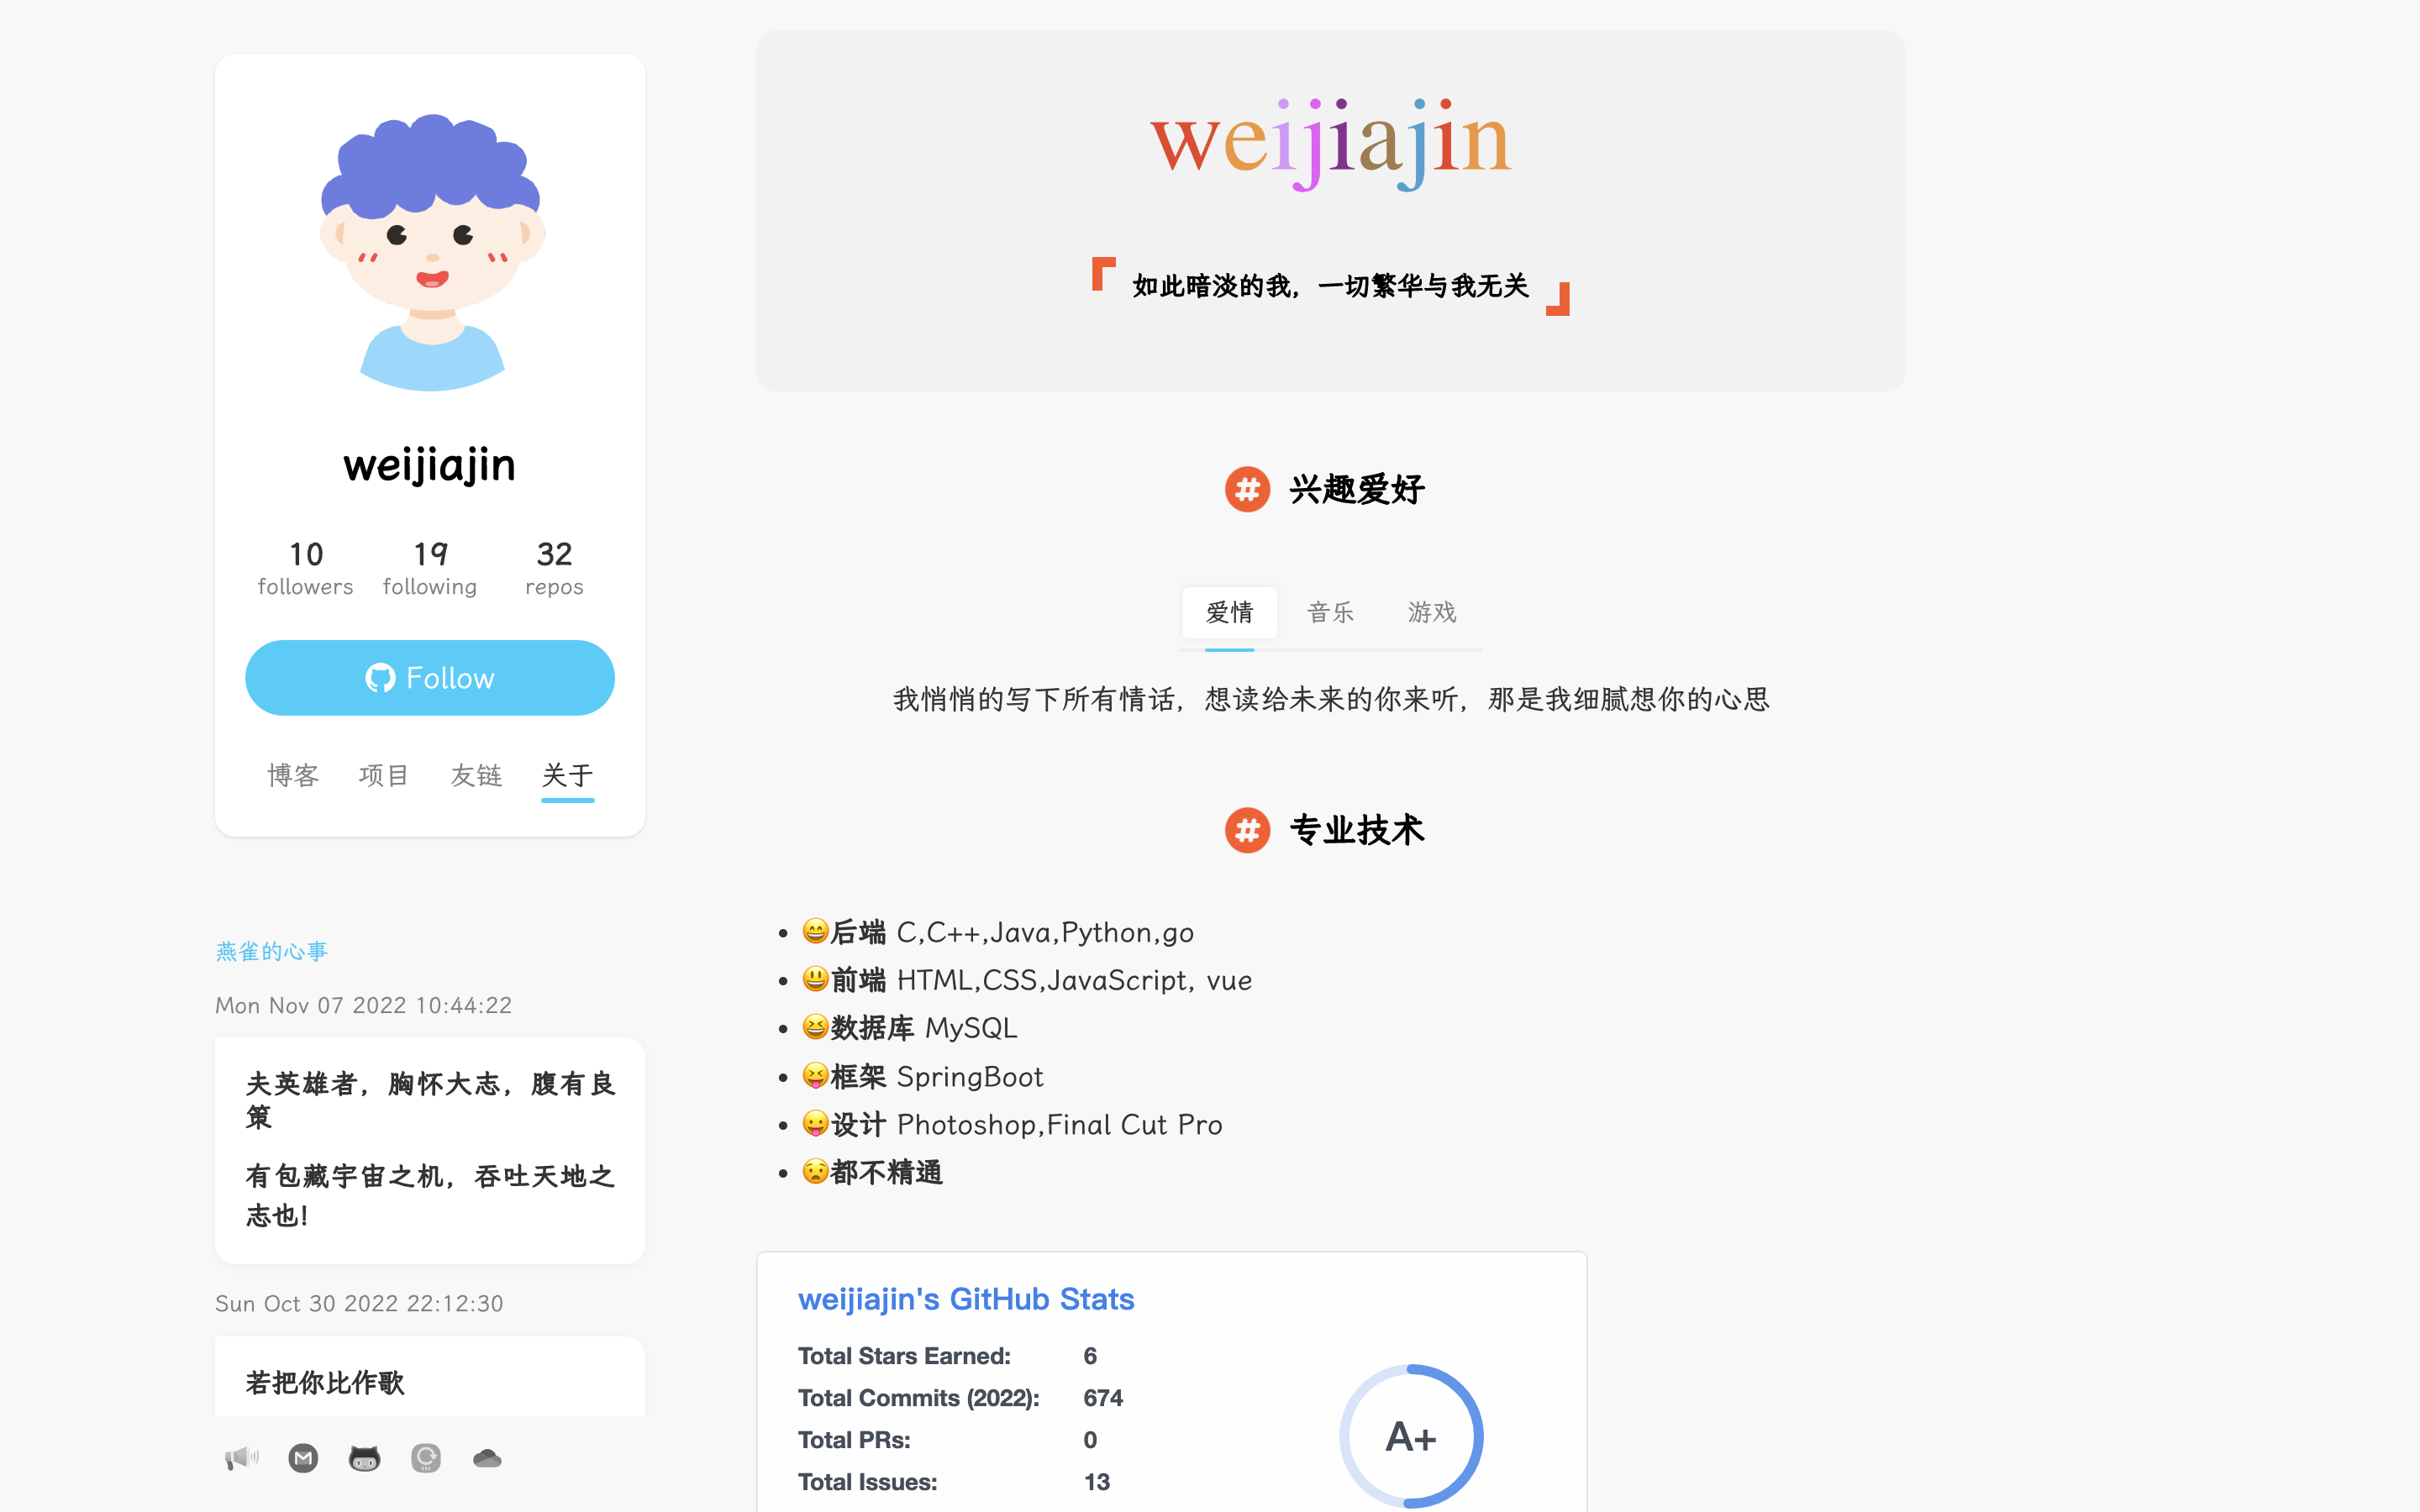 weijiajin
10 19 32
followers following repos
Follow
博客 项目 友链 关于
燕雀的心事
Mon Nov 07 2022 10:44:22
夫英雄者，胸怀大志，腹有良
策
有包藏宇宙之机，吞吐天地之
志也！
Sun Oct 30 2022 22:12:30
若把你比作歌
weijiajin
如此暗淡的我，一切繁华与我无关
# 兴趣爱好
爱情 音乐 游戏
我悄悄的写下所有情话，想读给未来的你来听，那是我细腻想你的心思
# 专业技术
• 😄后端 C,C++,Java,Python,go
• 😃前端 HTML,CSS,JavaScript, vue
• 😆数据库 MySQL
• 😝框架 SpringBoot
• 😛设计 Photoshop,Final Cut Pro
• 😧都不精通
weijiajin's GitHub Stats
Total Stars Earned: 6
Total Commits (2022): 674
Total PRs: 0
Total Issues: 13
A+